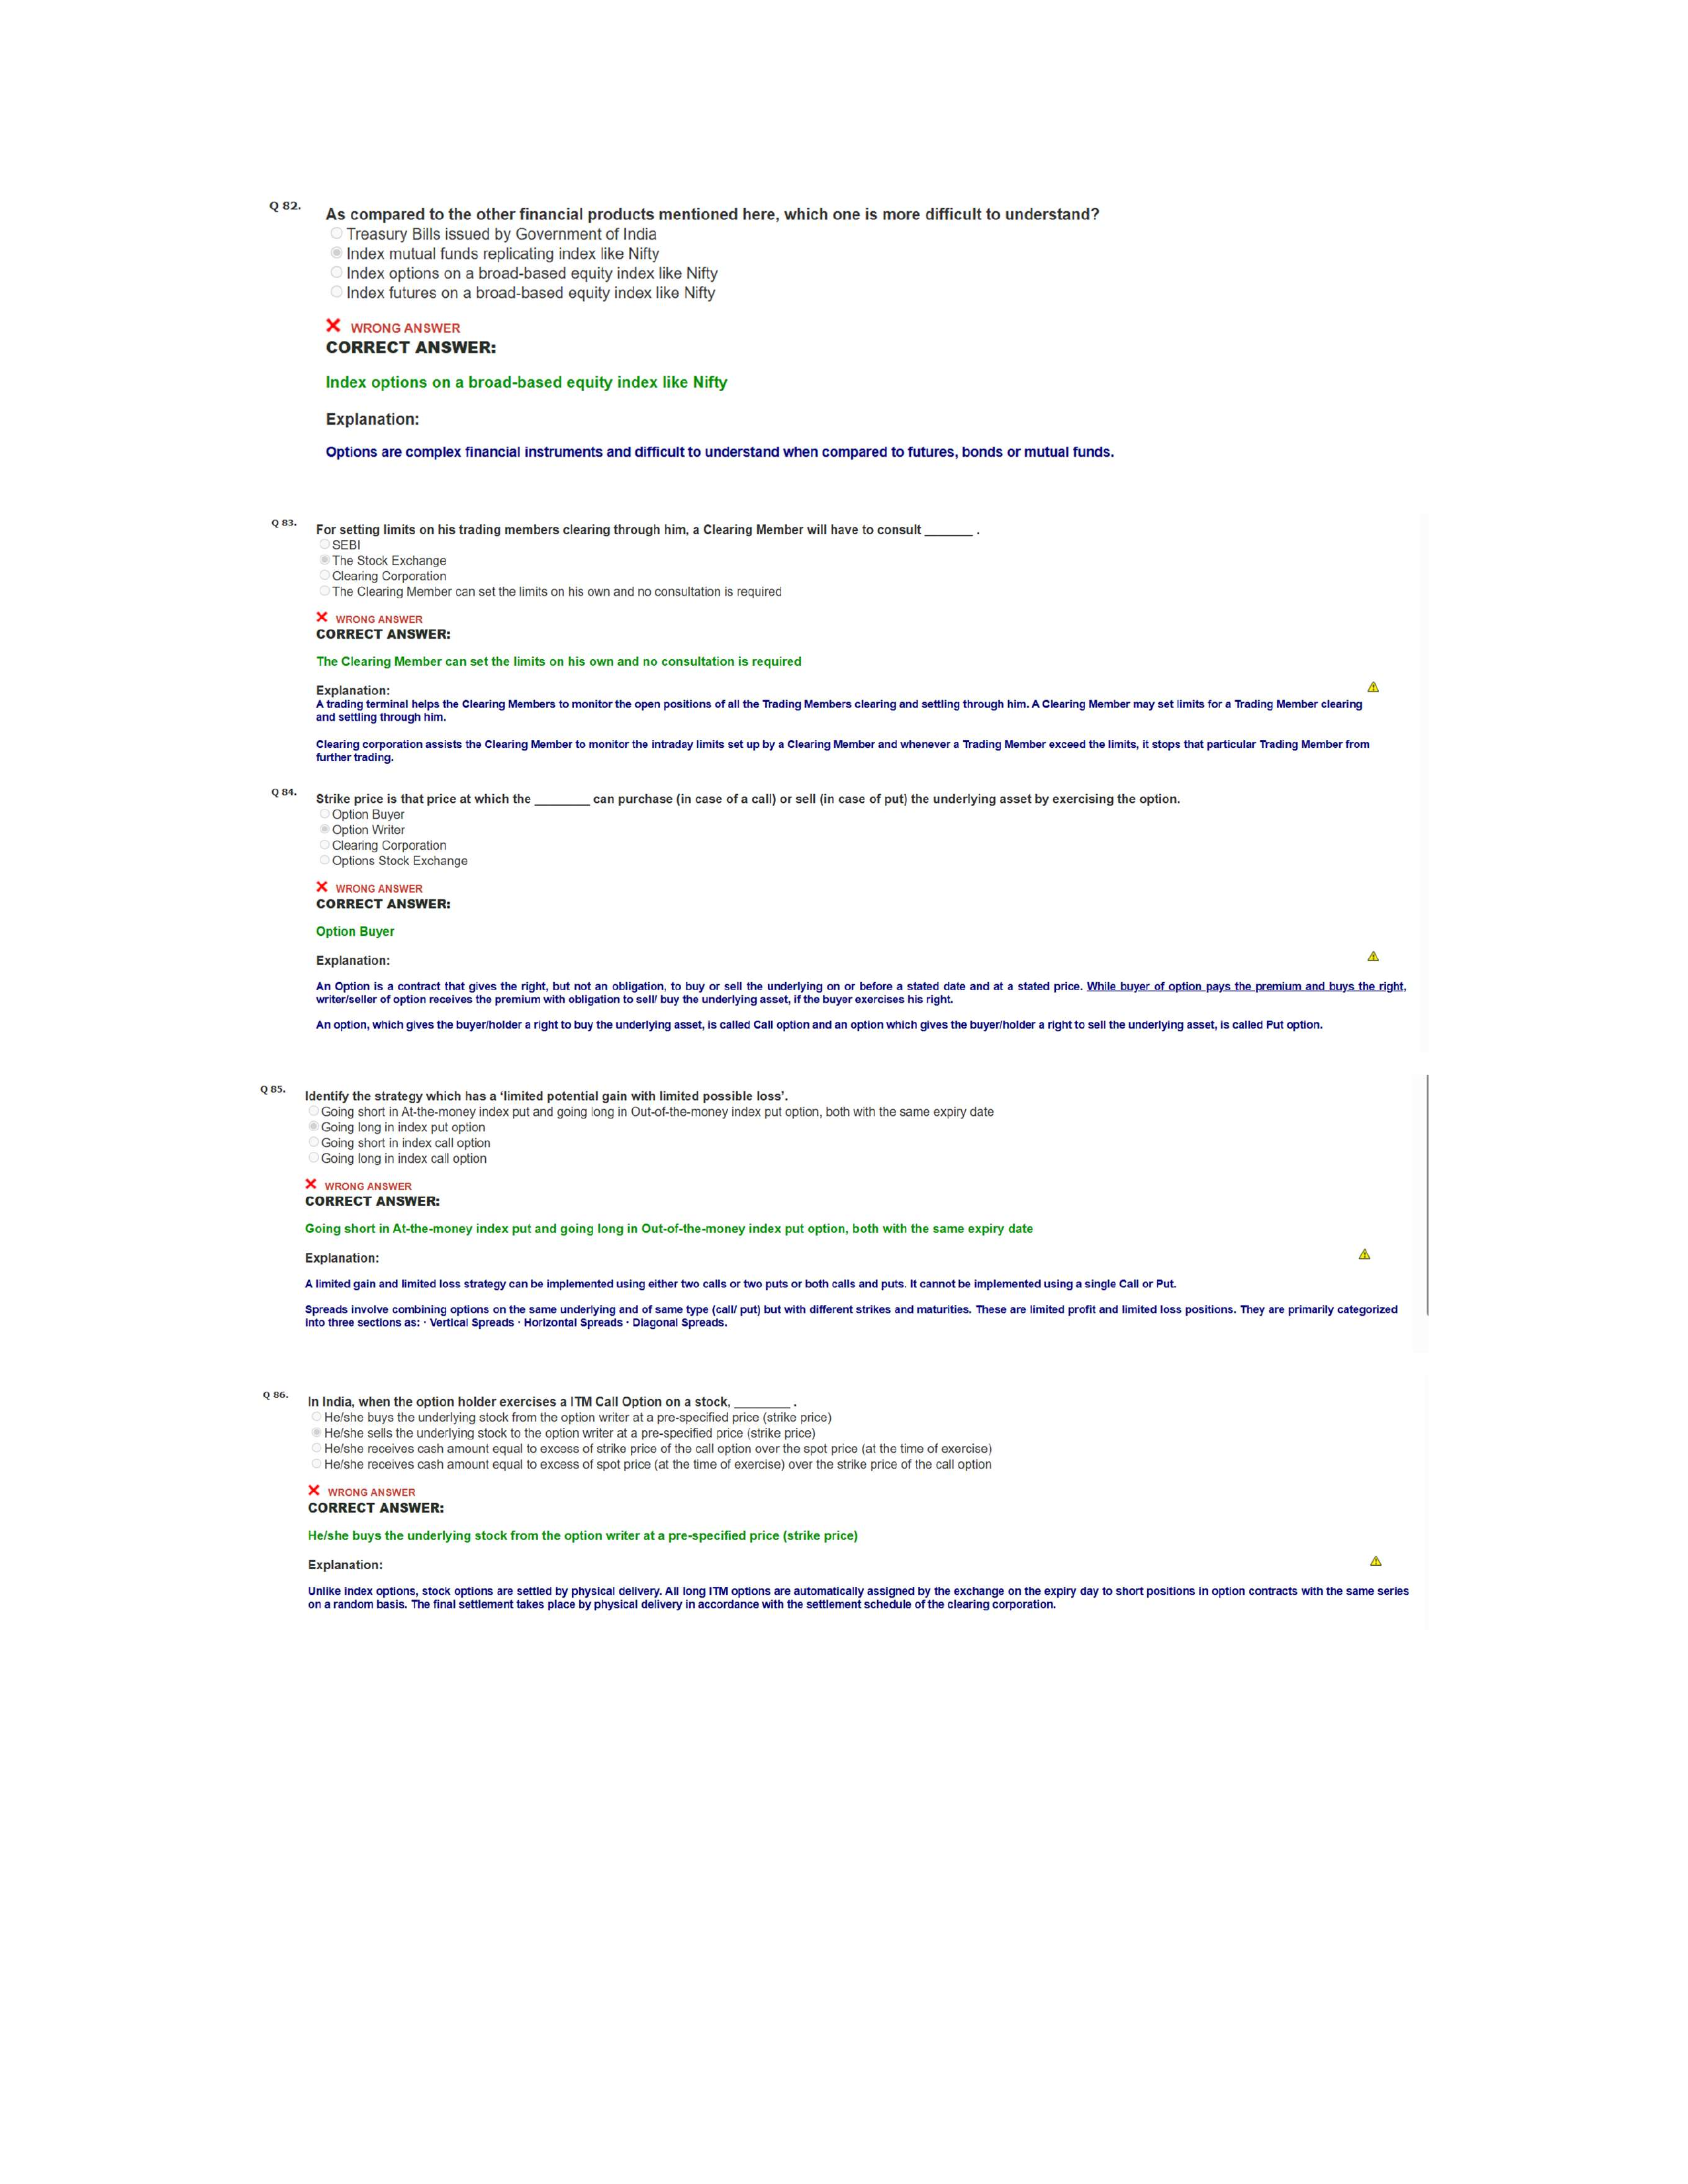 Q 82.
As compared to the other financial products mentioned here, which one is more difficult to understand?
Treasury Bills issued by Government of India
Index mutual funds replicating index like Nifty
Index options on a broad-based equity index like Nifty
Index futures on a broad-based equity index like Nifty
WRONG ANSWER
CORRECT ANSWER:
Index options on a broad-based equity index like Nifty
Explanation:
Options are complex financial instruments and difficult to understand when compared to futures, bonds or mutual funds.
Q 83.
For setting limits on his trading members clearing through him, a Clearing Member will have to consult _______ .
SEBI
The Stock Exchange
Clearing Corporation
The Clearing Member can set the limits on his own and no consultation is required
WRONG ANSWER
CORRECT ANSWER:
The Clearing Member can set the limits on his own and no consultation is required
Explanation:
A trading terminal helps the Clearing Members to monitor the open positions of all the Trading Members clearing and settling through him. A Clearing Member may set limits for a Trading Member clearing
and settling through him.
Clearing corporation assists the Clearing Member to monitor the intraday limits set up by a Clearing Member and whenever a Trading Member exceed the limits, it stops that particular Trading Member from
further trading.
Q 84.
Strike price is that price at which the ________ can purchase (in case of a call) or sell (in case of put) the underlying asset by exercising the option.
Option Buyer
Option Writer
Clearing Corporation
Options Stock Exchange
WRONG ANSWER
CORRECT ANSWER:
Option Buyer
Explanation:
An Option is a contract that gives the right, but not an obligation, to buy or sell the underlying on or before a stated date and at a stated price. While buyer of option pays the premium and buys the right,
writer/seller of option receives the premium with obligation to sell/ buy the underlying asset, if the buyer exercises his right.
An option, which gives the buyer/holder a right to buy the underlying asset, is called Call option and an option which gives the buyer/holder a right to sell the underlying asset, is called Put option.
Q 85.
Identify the strategy which has a ‘limited potential gain with limited possible loss’.
Going short in At-the-money index put and going long in Out-of-the-money index put option, both with the same expiry date
Going long in index put option
Going short in index call option
Going long in index call option
WRONG ANSWER
CORRECT ANSWER:
Going short in At-the-money index put and going long in Out-of-the-money index put option, both with the same expiry date
Explanation:
A limited gain and limited loss strategy can be implemented using either two calls or two puts or both calls and puts. It cannot be implemented using a single Call or Put.
Spreads involve combining options on the same underlying and of same type (call/ put) but with different strikes and maturities. These are limited profit and limited loss positions. They are primarily categorized
into three sections as: · Vertical Spreads · Horizontal Spreads · Diagonal Spreads.
Q 86.
In India, when the option holder exercises a ITM Call Option on a stock, ________ .
He/she buys the underlying stock from the option writer at a pre-specified price (strike price)
He/she sells the underlying stock to the option writer at a pre-specified price (strike price)
He/she receives cash amount equal to excess of strike price of the call option over the spot price (at the time of exercise)
He/she receives cash amount equal to excess of spot price (at the time of exercise) over the strike price of the call option
WRONG ANSWER
CORRECT ANSWER:
He/she buys the underlying stock from the option writer at a pre-specified price (strike price)
Explanation:
Unlike index options, stock options are settled by physical delivery. All long ITM options are automatically assigned by the exchange on the expiry day to short positions in option contracts with the same series
on a random basis. The final settlement takes place by physical delivery in accordance with the settlement schedule of the clearing corporation.